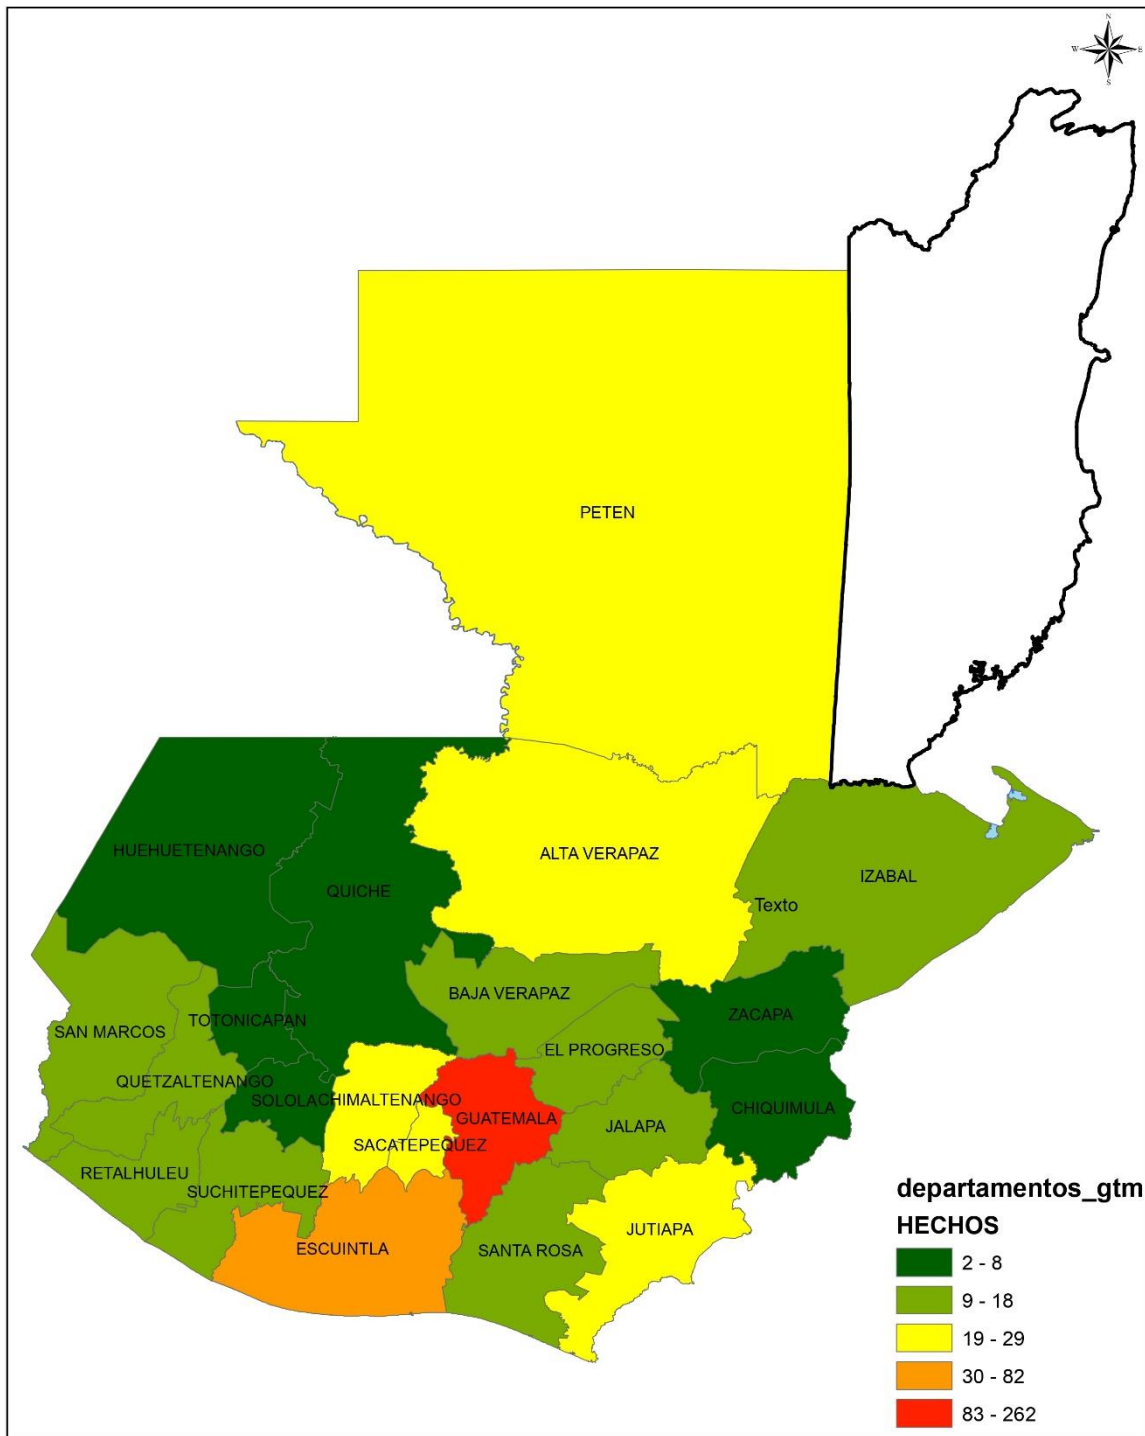 N
W E
S
PETEN
HUEHUETENANGO
ALTA VERAPAZ
IZABAL
QUICHE
Texto
BAJA VERAPAZ
ZACAPA
TOTONICAPAN
SAN MARCOS
EL PROGRESO
QUETZALTENANGO
SOLOLA
CHIMALTENANGO
GUATEMALA
CHIQUIMULA
JALAPA
SACATEPEQUEZ
RETALHULEU
SUCHITEPEQUEZ
JUTIAPA
ESCUINTLA
SANTA ROSA
departamentos_gtm
HECHOS
2 - 8
9 - 18
19 - 29
30 - 82
83 - 262